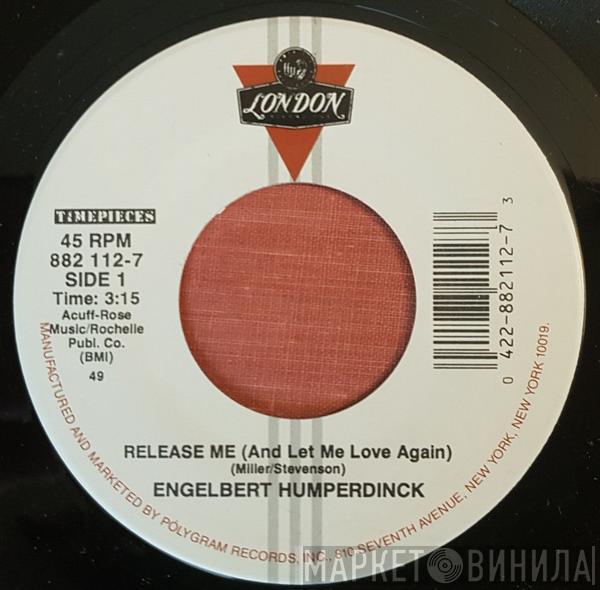 LONDON
TIMEPIECES
45 RPM
882 112-7
SIDE 1
Time: 3:15
Acuff-Rose
Music/Rochelle
Publ. Co.
(BMI)
49
0 422-882112-7 3
RELEASE ME (And Let Me Love Again)
(Miller/Stevenson)
ENGELBERT HUMPERDINCK
MANUFACTURED AND MARKETED BY POLYGRAM RECORDS, INC., 810 SEVENTH AVENUE, NEW YORK, NEW YORK 10019.
МАРКЕТ ВИНИЛА